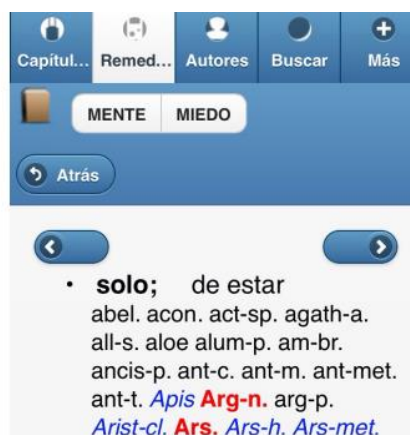 Capítul... Remed... Autores Buscar Más
MENTE MIEDO
Atrás
• solo; de estar
abel. acon. act-sp. agath-a.
all-s. aloe alum-p. am-br.
ancis-p. ant-c. ant-m. ant-met.
ant-t. Apis Arg-n. arg-p.
Arist-cl. Ars. Ars-h. Ars-met.